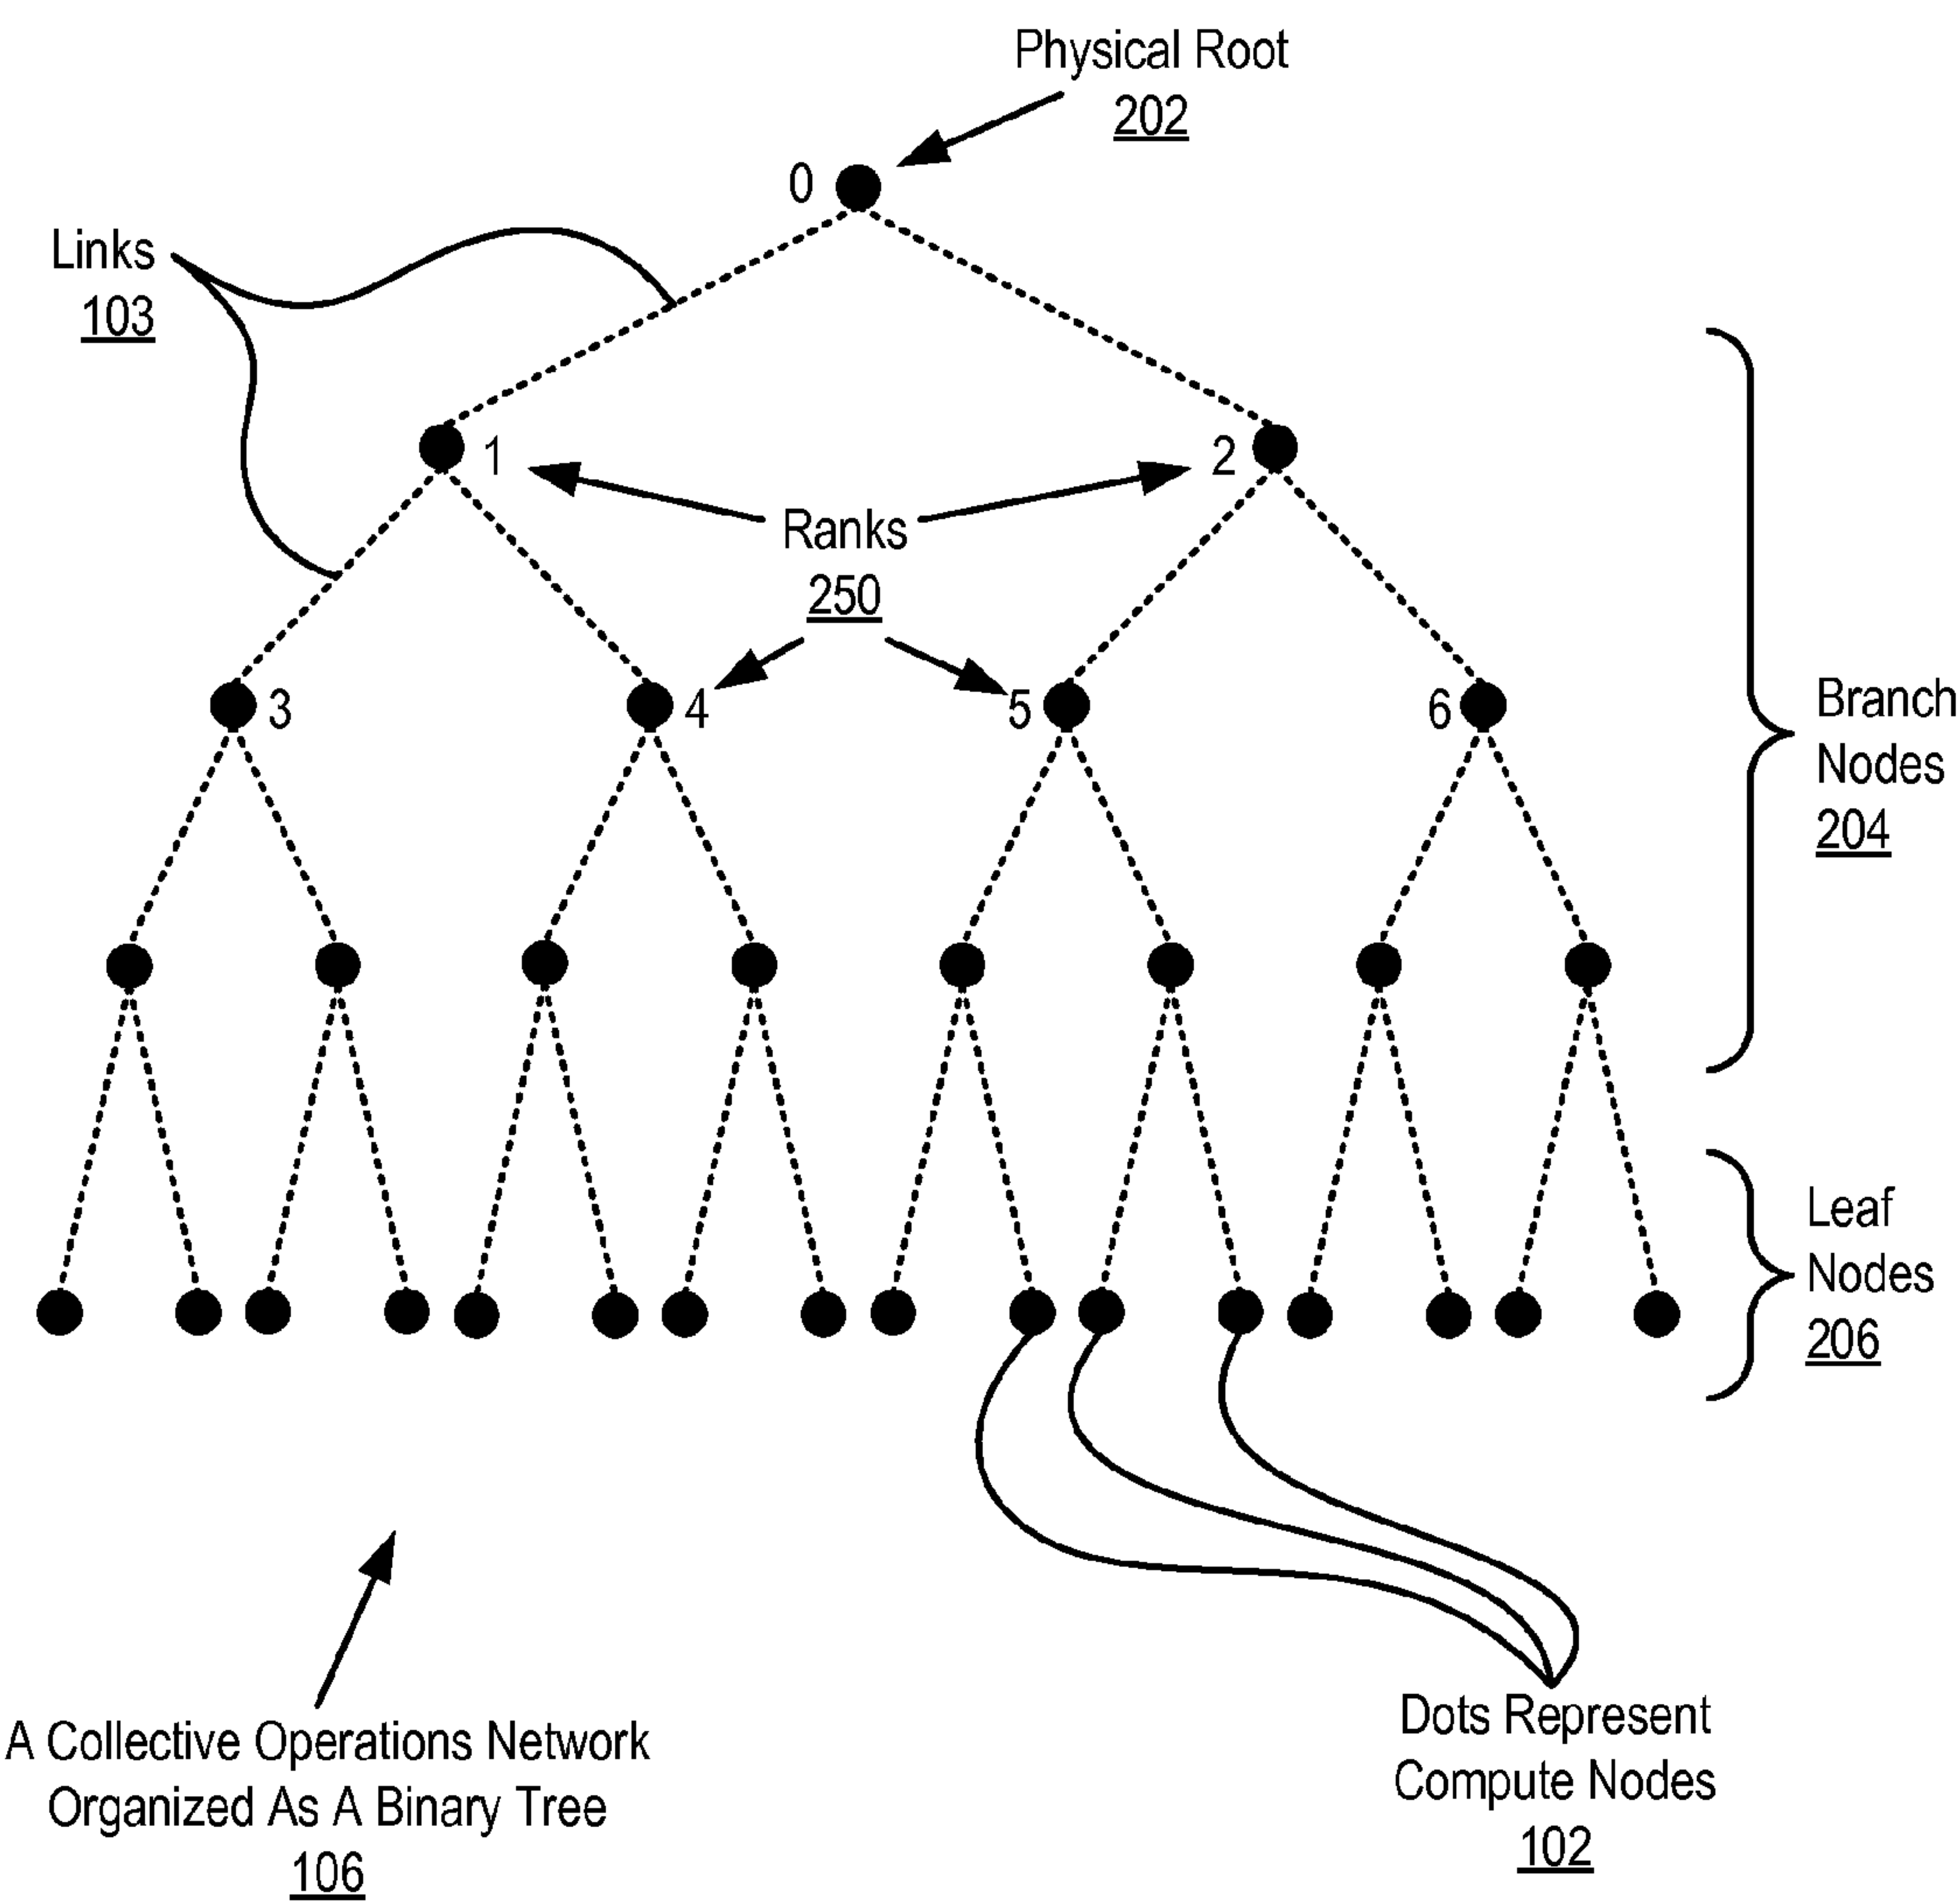 Physical Root
202
0
Links
103
1
2
Ranks
250
3
4
5
6
Branch
Nodes
204
Leaf
Nodes
206
A Collective Operations Network
Organized As A Binary Tree
106
Dots Represent
Compute Nodes
102